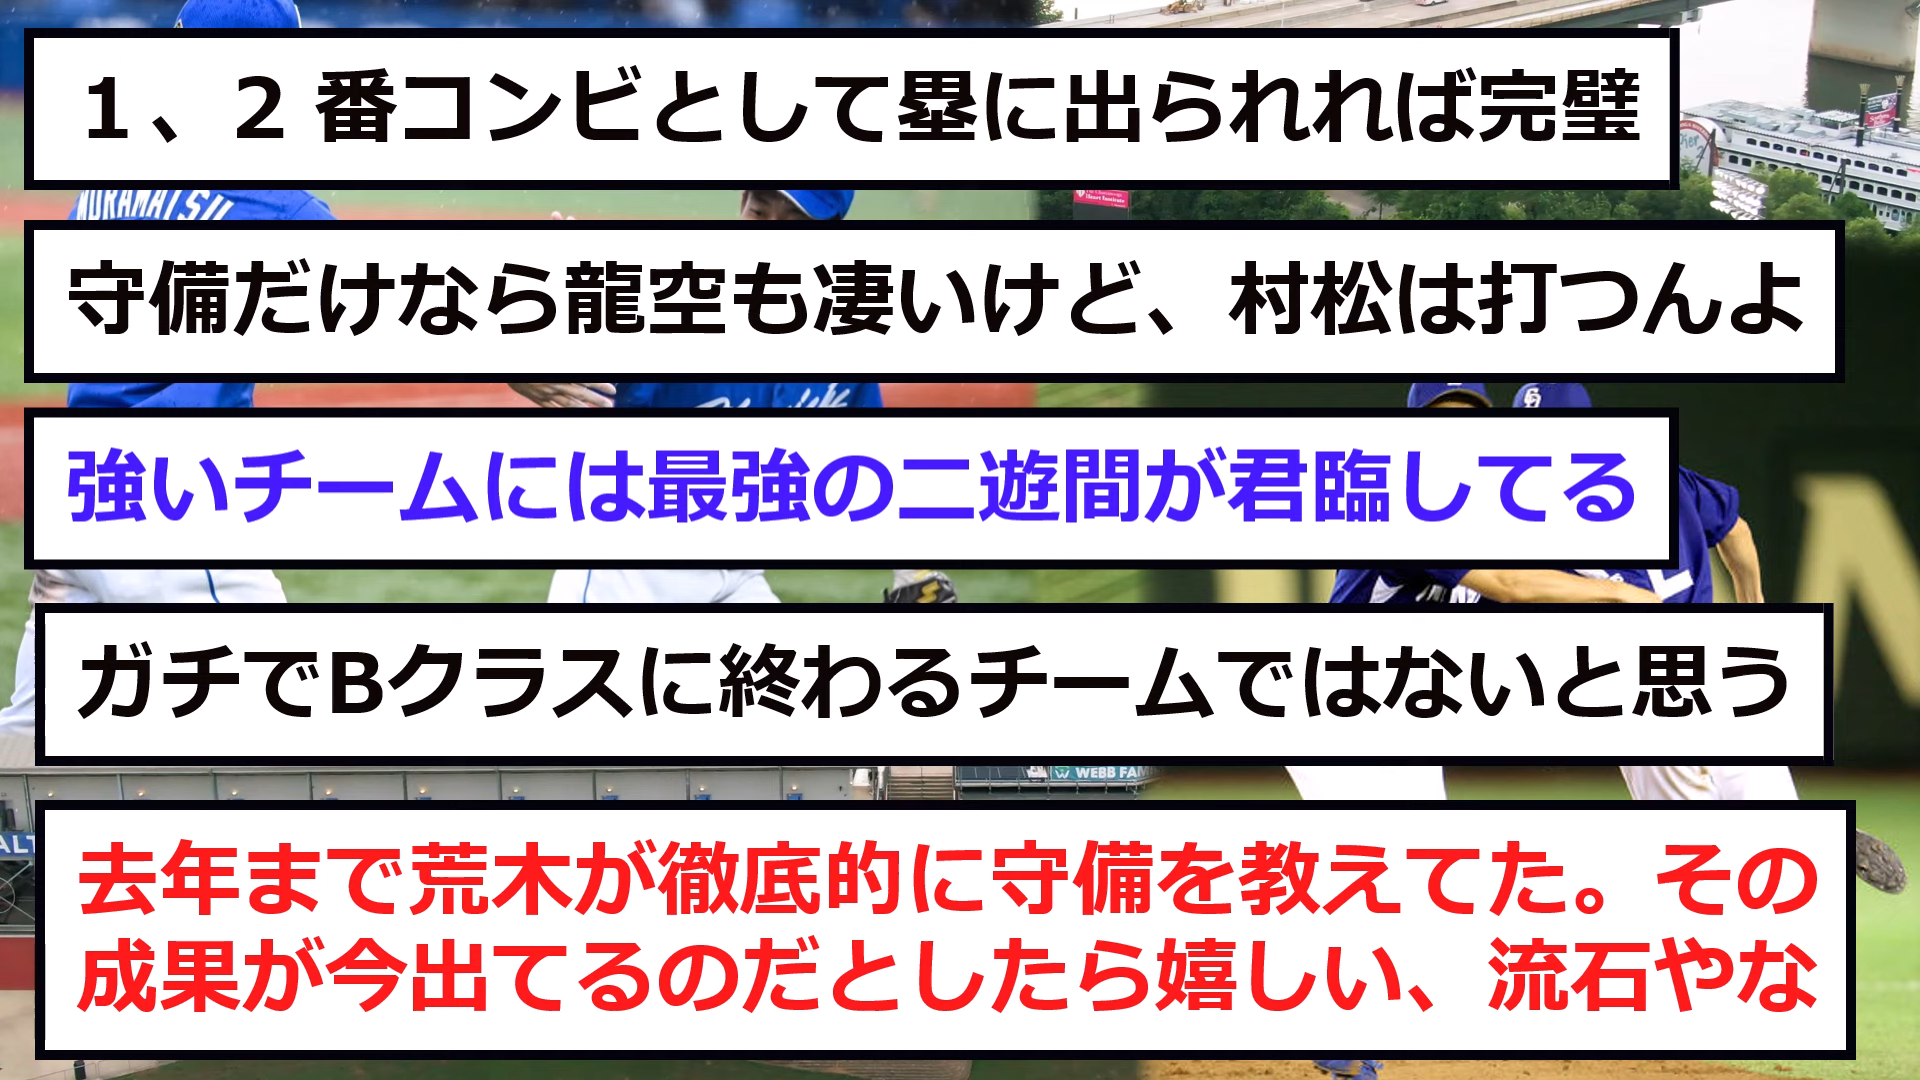 １、２番コンビとして塁に出られれば完璧
MURAMATSU
守備だけなら龍空も凄いけど、村松は打つんよ
強いチームには最強の二遊間が君臨してる
ガチでBクラスに終わるチームではないと思う
WEBB FAM
去年まで荒木が徹底的に守備を教えてた。その
成果が今出てるのだとしたら嬉しい、流石やな